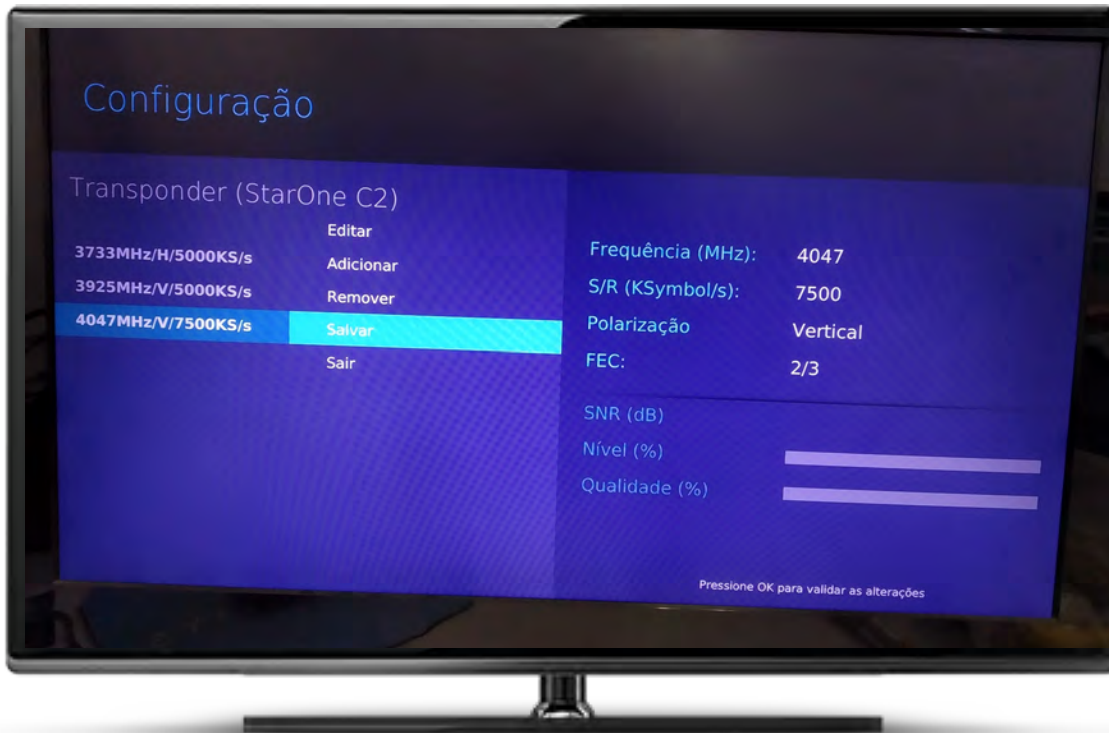 Configuração
Transponder (StarOne C2)
3733MHz/H/5000KS/s
3925MHz/V/5000KS/s
4047MHz/V/7500KS/s
Editar
Adicionar
Remover
Salvar
Sair
Frequência (MHz): 4047
S/R (KSymbol/s): 7500
Polarização Vertical
FEC: 2/3
SNR (dB)
Nível (%)
Qualidade (%)
Pressione OK para validar as alterações